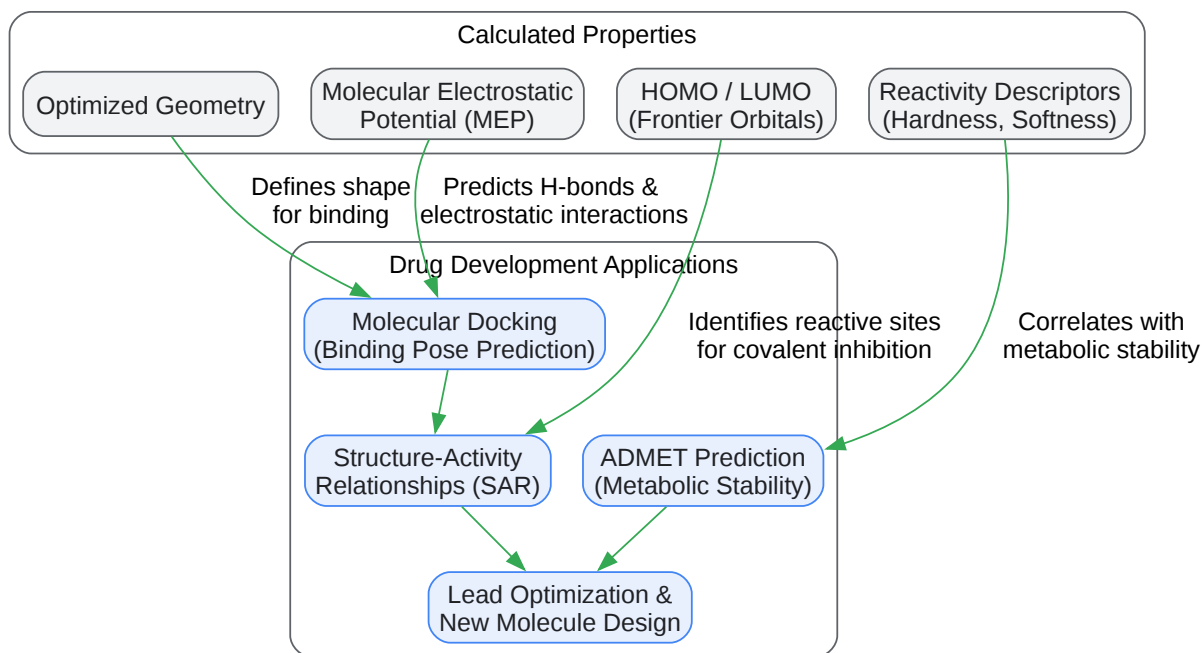 Calculated Properties
Optimized Geometry
Molecular Electrostatic
Potential (MEP)
HOMO / LUMO
(Frontier Orbitals)
Reactivity Descriptors
(Hardness, Softness)
Defines shape
for binding
Predicts H-bonds &
electrostatic interactions
Drug Development Applications
Molecular Docking
(Binding Pose Prediction)
Identifies reactive sites
for covalent inhibition
Correlates with
metabolic stability
Structure-Activity
Relationships (SAR)
ADMET Prediction
(Metabolic Stability)
Lead Optimization &
New Molecule Design